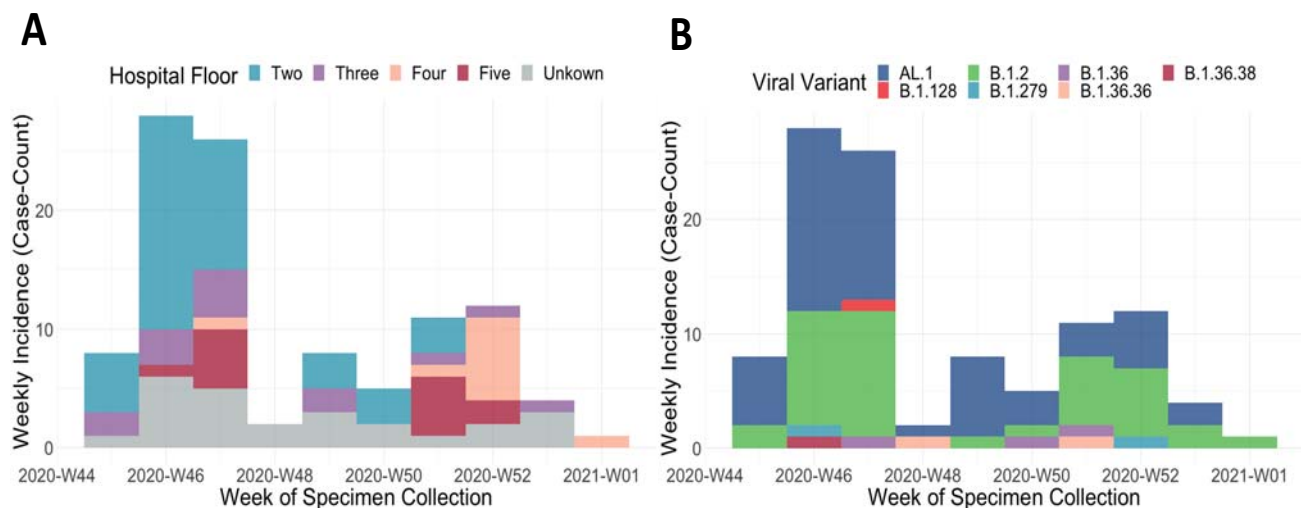 A
Hospital Floor Two Three Four Five Unkown
Weekly Incidence (Case-Count)
20
10
0
2020-W44 2020-W46 2020-W48 2020-W50 2020-W52 2021-W01
Week of Specimen Collection
B
Viral Variant AL.1 B.1.2 B.1.36 B.1.36.38
B.1.128 B.1.279 B.1.36.36
Weekly Incidence (Case-Count)
20
10
0
2020-W44 2020-W46 2020-W48 2020-W50 2020-W52 2021-W01
Week of Specimen Collection